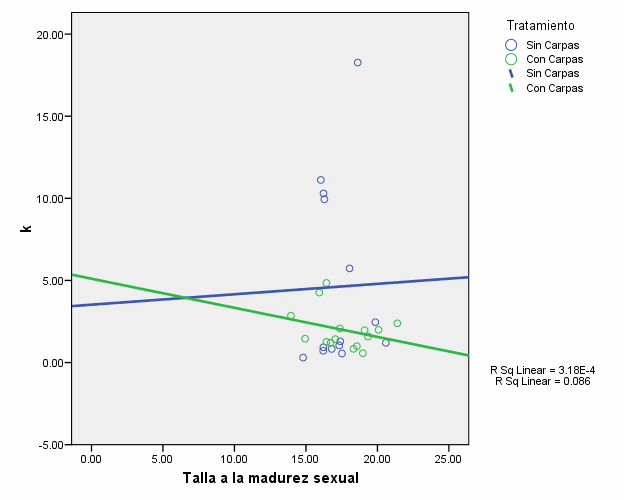 Tratamiento
Sin Carpas
Con Carpas
Sin Carpas
Con Carpas
20.00
15.00
10.00
5.00
0.00
-5.00
k
0.00 5.00 10.00 15.00 20.00 25.00
Talla a la madurez sexual
R Sq Linear = 3.18E-4
R Sq Linear = 0.086